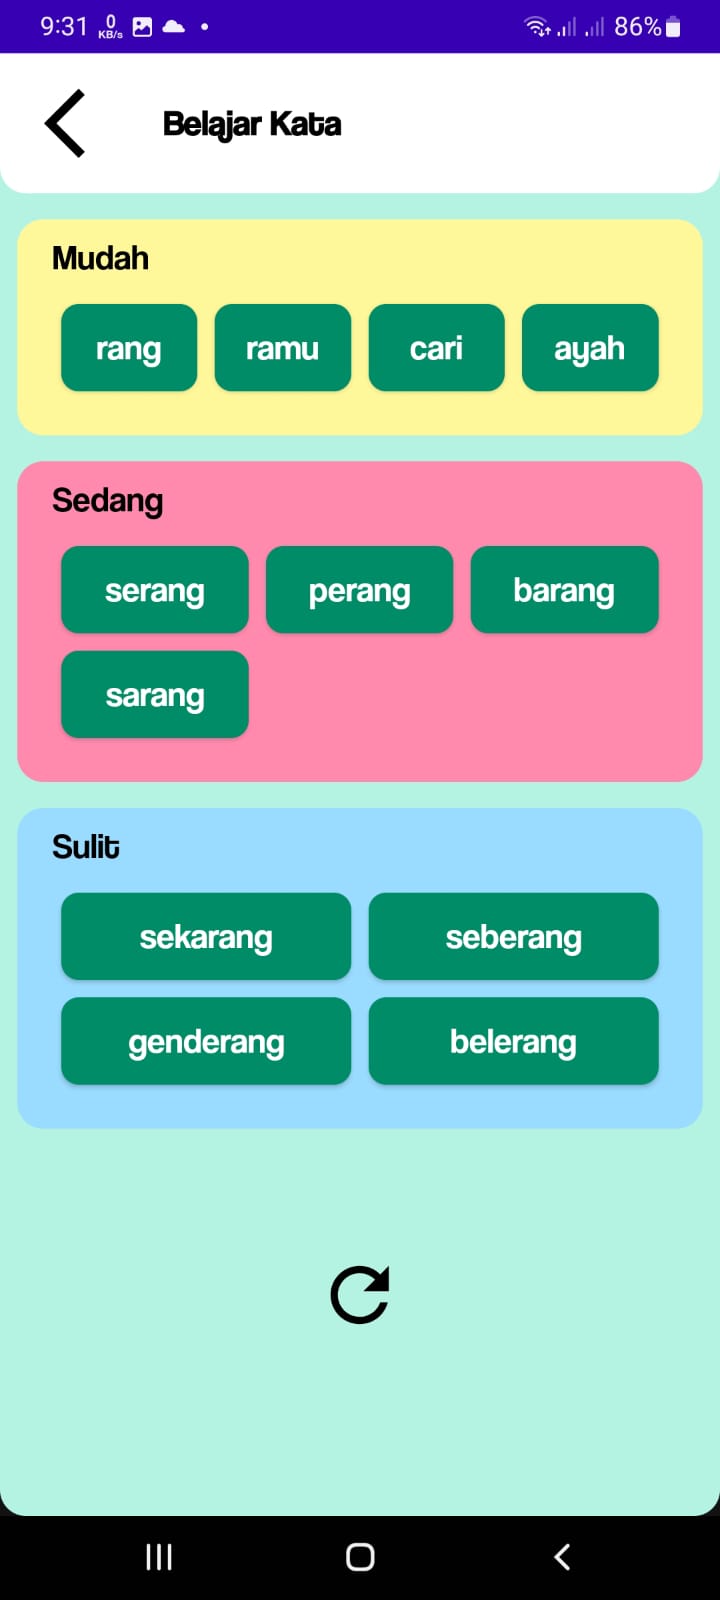 9:31 0 KB/s 86%
Belajar Kata
Mudah
rang ramu cari ayah
Sedang
serang perang barang
sarang
Sulit
sekarang seberang
genderang belerang